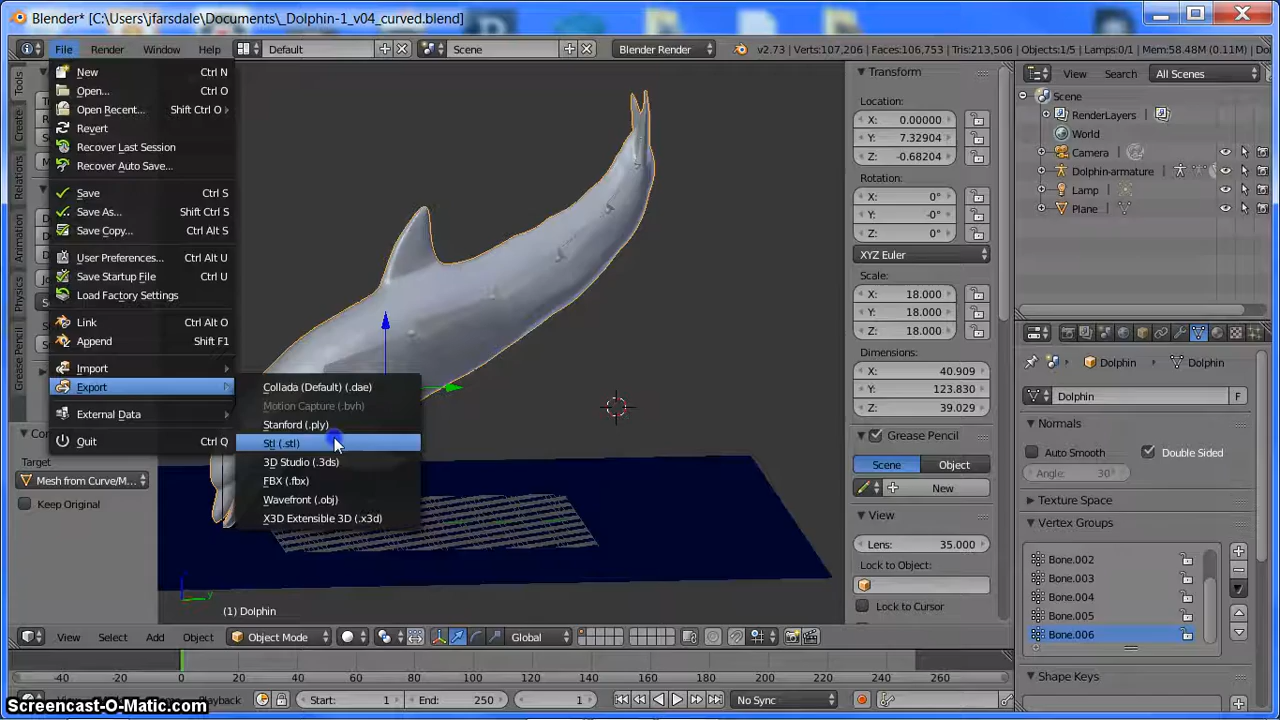 Blender* [C:\Users\jfarsdale\Documents\_Dolphin-1_v04_curved.blend]
File Render Window Help Default Scene Blender Render v2.73 | Verts:107,206 | Faces:106,753 | Tris:213,506 | Objects:1/5 | Lamps:0/1 | Mem:58.48M (0.11M) | Do
New Ctrl N
Open... Ctrl O
Open Recent... Shift Ctrl O
Revert
Recover Last Session
Recover Auto Save...
Save Ctrl S
Save As... Shift Ctrl S
Save Copy... Ctrl Alt S
User Preferences... Ctrl Alt U
Save Startup File Ctrl U
Load Factory Settings
Link Ctrl Alt O
Append Shift F1
Import
Export
External Data
Quit Ctrl Q
Collada (Default) (.dae)
Motion Capture (.bvh)
Stanford (.ply)
Stl (.stl)
3D Studio (.3ds)
FBX (.fbx)
Wavefront (.obj)
X3D Extensible 3D (.x3d)
Tools
Create
Relations
Animation
Physics
Grease Pencil
Target
Mesh from Curve/M...
Keep Original
(1) Dolphin
View Select Add Object Object Mode Global
Transform
Location:
X: 0.00000
Y: 7.32904
Z: -0.68204
Rotation:
X: 0°
Y: -0°
Z: 0°
XYZ Euler
Scale:
X: 18.000
Y: 18.000
Z: 18.000
Dimensions:
X: 40.909
Y: 123.830
Z: 39.029
Grease Pencil
Scene Object
New
View
Lens: 35.000
Lock to Object:
Lock to Cursor
View Search All Scenes
Scene
RenderLayers
World
Camera
Dolphin-armature
Lamp
Plane
Dolphin Dolphin
Dolphin F
Normals
Auto Smooth Double Sided
Angle: 30°
Texture Space
Vertex Groups
Bone.002
Bone.003
Bone.004
Bone.005
Bone.006
Shape Keys
-40 -20 0 20 40 60 80 100 120 140 160 180 200 220 240 260
Playback Start: 1 End: 250 1 No Sync
Screencast-O-Matic.com